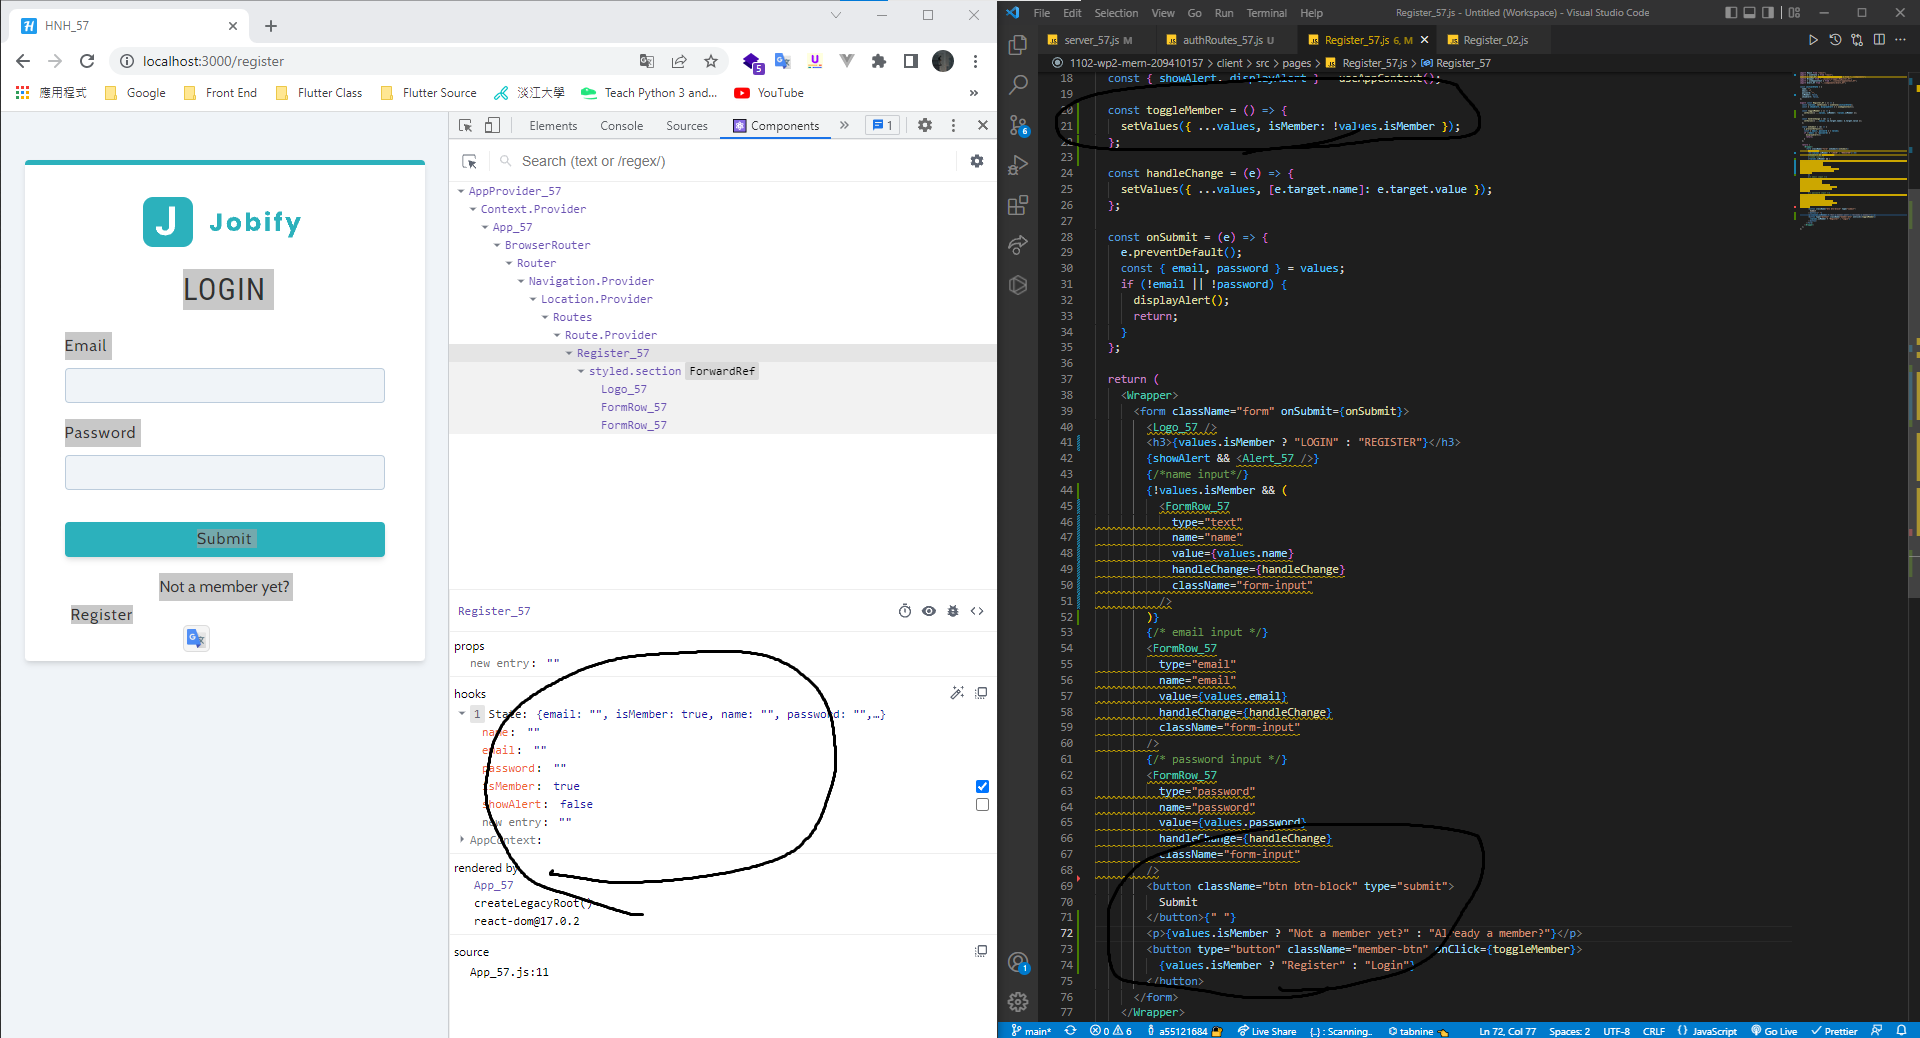 HNH_57
localhost:3000/register
應用程式
Google
Front End
Flutter Class
Flutter Source
淡江大學
Teach Python 3 and...
YouTube
»
J Jobify
LOGIN
Email
Password
Submit
Not a member yet?
Register
Elements
Console
Sources
Components
»
1
Search (text or /regex/)
AppProvider_57
Context.Provider
App_57
BrowserRouter
Router
Navigation.Provider
Location.Provider
Routes
Route.Provider
Register_57
styled.section ForwardRef
Logo_57
FormRow_57
FormRow_57
Register_57
props
new entry: ""
hooks
1 State: {email: "", isMember: true, name: "", password: "",…}
name: ""
email: ""
password: ""
isMember: true
showAlert: false
new entry: ""
AppContext:
rendered by
App_57
createLegacyRoot()
react-dom@17.0.2
source
App_57.js:11
File Edit Selection View Go Run Terminal Help
Register_57.js - Untitled (Workspace) - Visual Studio Code
server_57.js M
authRoutes_57.js U
Register_57.js 6, M
Register_02.js
1102-wp2-mern-209410157 > client > src > pages > Register_57.js > Register_57
18 const { showAlert, displayAlert } = useAppContext();
19
20 const toggleMember = () => {
21 setValues({ ...values, isMember: !values.isMember });
22 };
23
24 const handleChange = (e) => {
25 setValues({ ...values, [e.target.name]: e.target.value });
26 };
27
28 const onSubmit = (e) => {
29 e.preventDefault();
30 const { email, password } = values;
31 if (!email || !password) {
32 displayAlert();
33 return;
34 }
35 };
36
37 return (
38 <Wrapper>
39 <form className="form" onSubmit={onSubmit}>
40 <Logo_57 />
41 <h3>{values.isMember ? "LOGIN" : "REGISTER"}</h3>
42 {showAlert && <Alert_57 />}
43 {/*name input*/}
44 {!values.isMember && (
45 <FormRow_57
46 type="text"
47 name="name"
48 value={values.name}
49 handleChange={handleChange}
50 className="form-input"
51 />
52 )}
53 {/* email input */}
54 <FormRow_57
55 type="email"
56 name="email"
57 value={values.email}
58 handleChange={handleChange}
59 className="form-input"
60 />
61 {/* password input */}
62 <FormRow_57
63 type="password"
64 name="password"
65 value={values.password}
66 handleChange={handleChange}
67 className="form-input"
68 />
69 <button className="btn btn-block" type="submit">
70 Submit
71 </button>{" "}
72 <p>{values.isMember ? "Not a member yet?" : "Already a member?"}</p>
73 <button type="button" className="member-btn" onClick={toggleMember}>
74 {values.isMember ? "Register" : "Login"}
75 </button>
76 </form>
77 </Wrapper>
main* 0 6 a55121684 Live Share {..} : Scanning.. tabnine Ln 72, Col 77 Spaces: 2 UTF-8 CRLF JavaScript Go Live Prettier